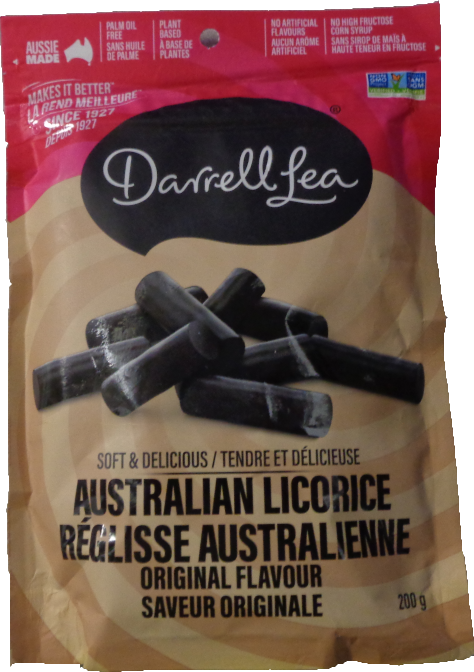 AUSSIE
MADE
PALM OIL
FREE
SANS HUILE
DE PALME
PLANT
BASED
À BASE DE
PLANTES
NO ARTIFICIAL
FLAVOURS
AUCUN ARÔME
ARTIFICIEL
NO HIGH FRUCTOSE
CORN SYRUP
SANS SIROP DE MAÏS À
HAUTE TENEUR EN FRUCTOSE
MAKES IT BETTER
LA REND MEILLEURE
SINCE 1927
DEPUIS 1927
Darrell Lea ®
SOFT & DELICIOUS / TENDRE ET DÉLICIEUSE
AUSTRALIAN LICORICE
RÉGLISSE AUSTRALIENNE
ORIGINAL FLAVOUR
SAVEUR ORIGINALE
200 g